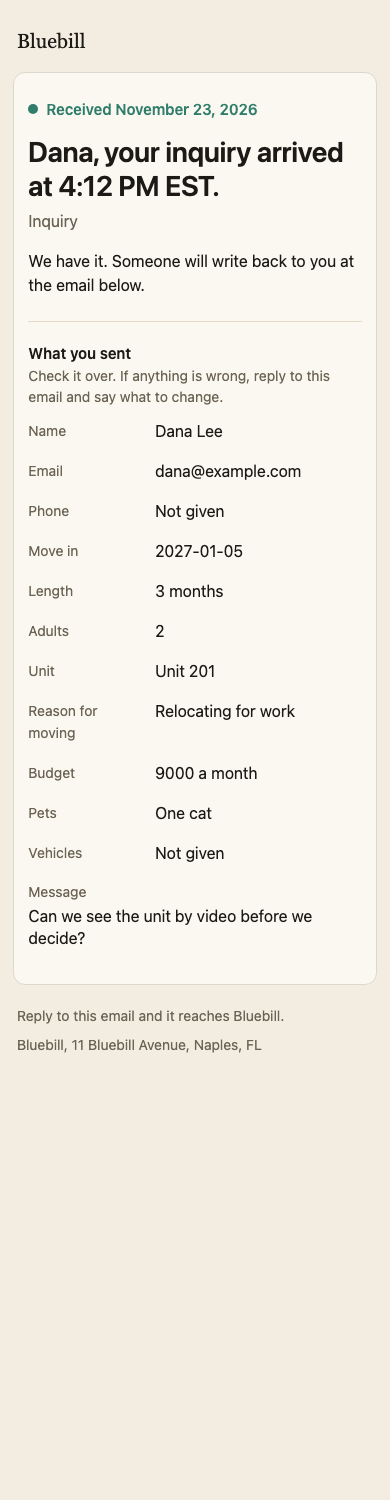 Bluebill
Received November 23, 2026
Dana, your inquiry arrived
at 4:12 PM EST.
Inquiry
We have it. Someone will write back to you at
the email below.
What you sent
Check it over. If anything is wrong, reply to this
email and say what to change.
Name Dana Lee
Email dana@example.com
Phone Not given
Move in 2027-01-05
Length 3 months
Adults 2
Unit Unit 201
Reason for Relocating for work
moving
Budget 9000 a month
Pets One cat
Vehicles Not given
Message
Can we see the unit by video before we
decide?
Reply to this email and it reaches Bluebill.
Bluebill, 11 Bluebill Avenue, Naples, FL